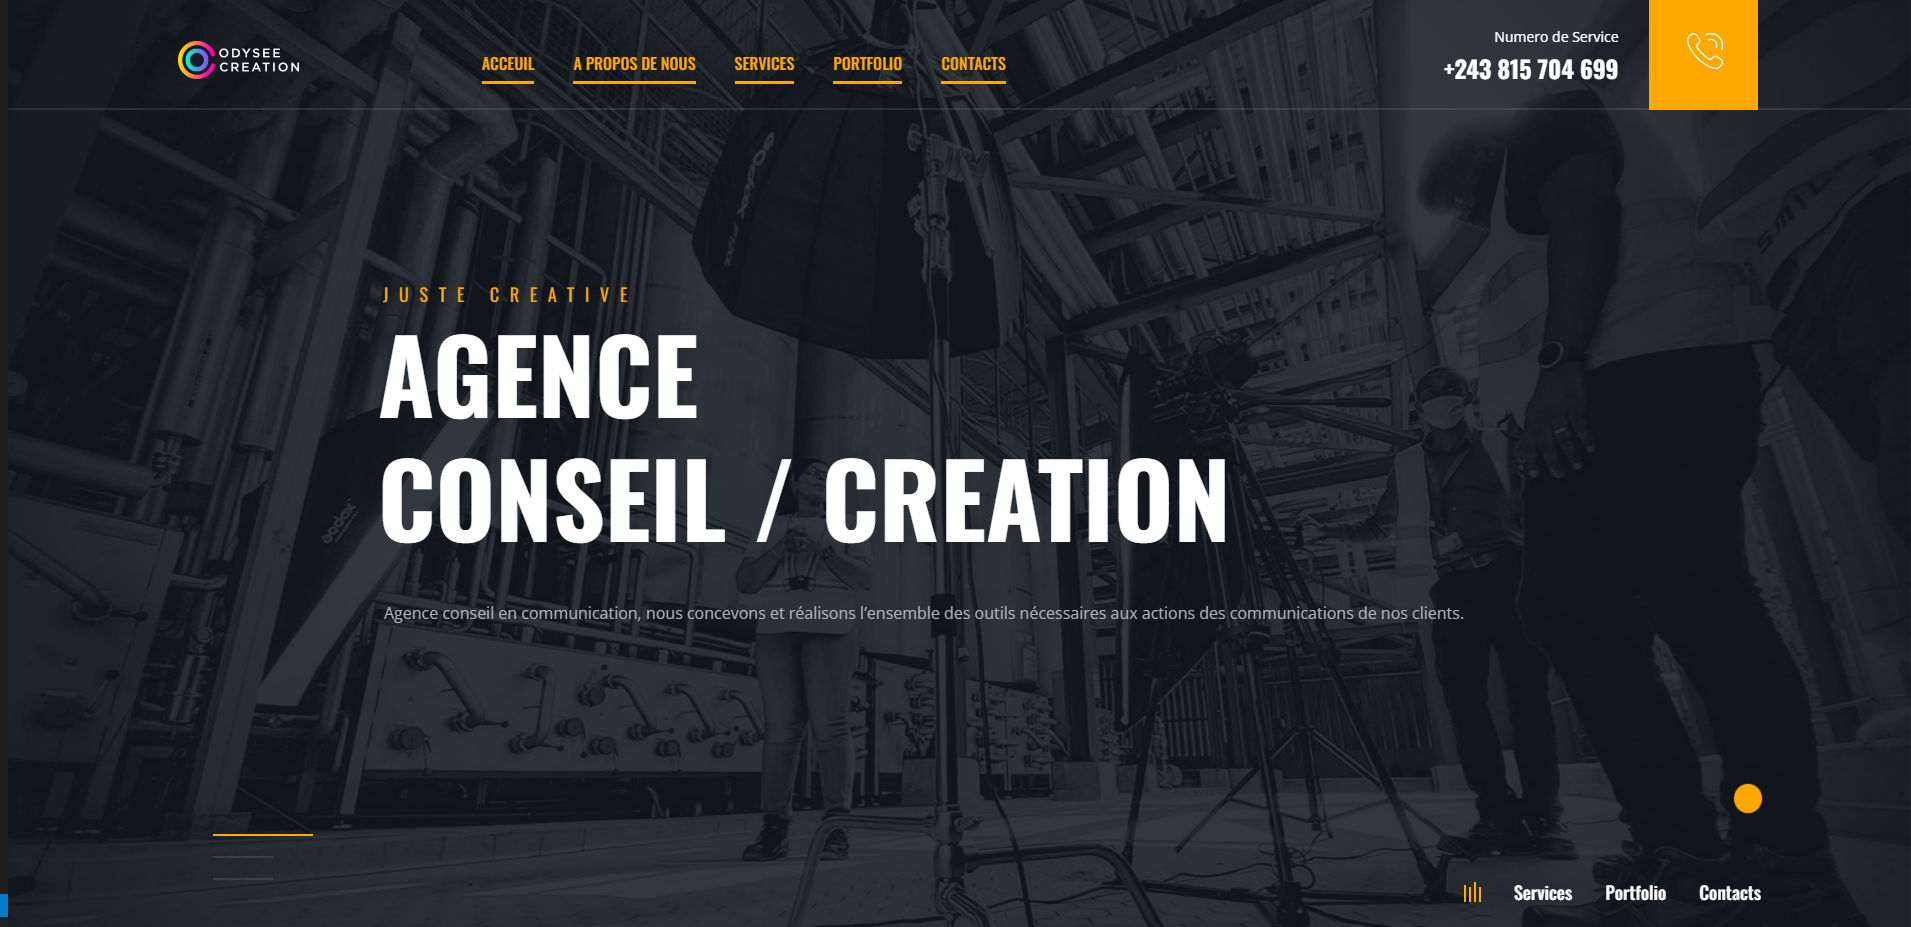 ODYSEE
CREATION
ACCEUIL A PROPOS DE NOUS SERVICES PORTFOLIO CONTACTS
Numero de Service
+243 815 704 699
JUSTE CREATIVE
AGENCE
CONSEIL / CREATION
Agence conseil en communication, nous concevons et réalisons l’ensemble des outils nécessaires aux actions des communications de nos clients.
godox
Services Portfolio Contacts